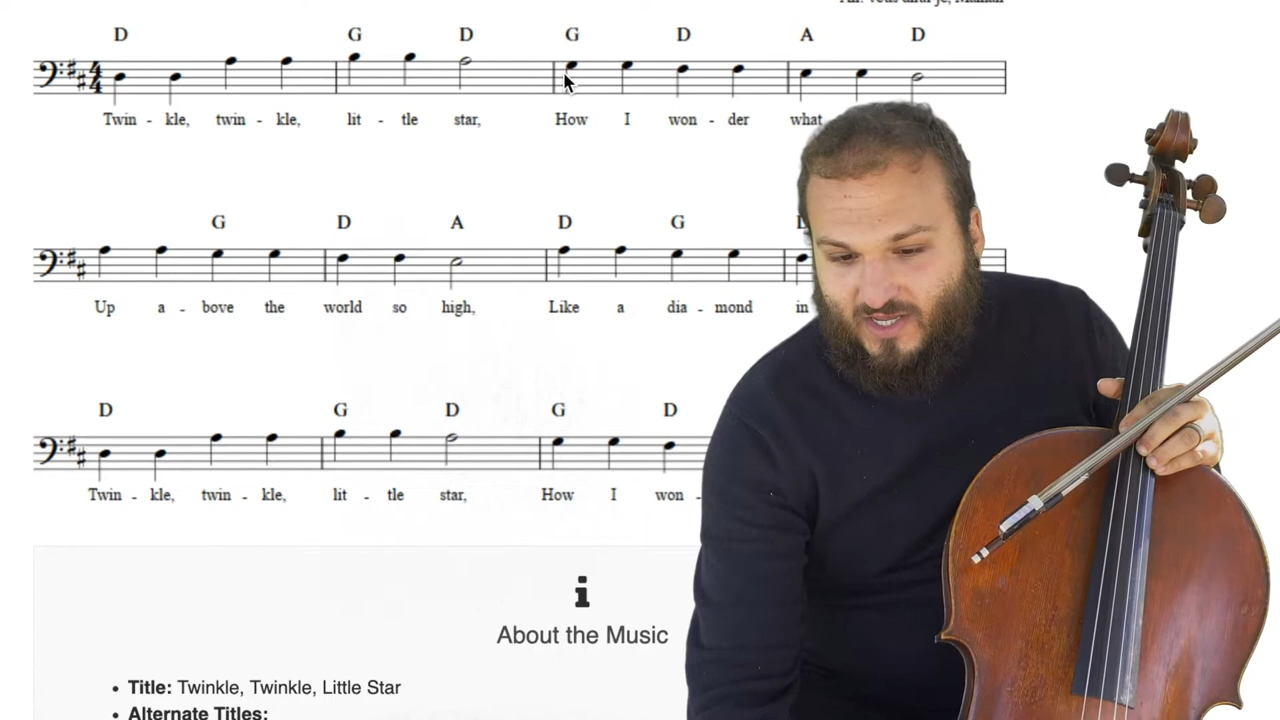 D G D G D A D
Twin - kle, twin - kle, lit - tle star, How I won - der what
G D A D G
Up a - bove the world so high, Like a dia - mond in
D G D G D
Twin - kle, twin - kle, lit - tle star, How I won -
About the Music
Title: Twinkle, Twinkle, Little Star
Alternate Titles: